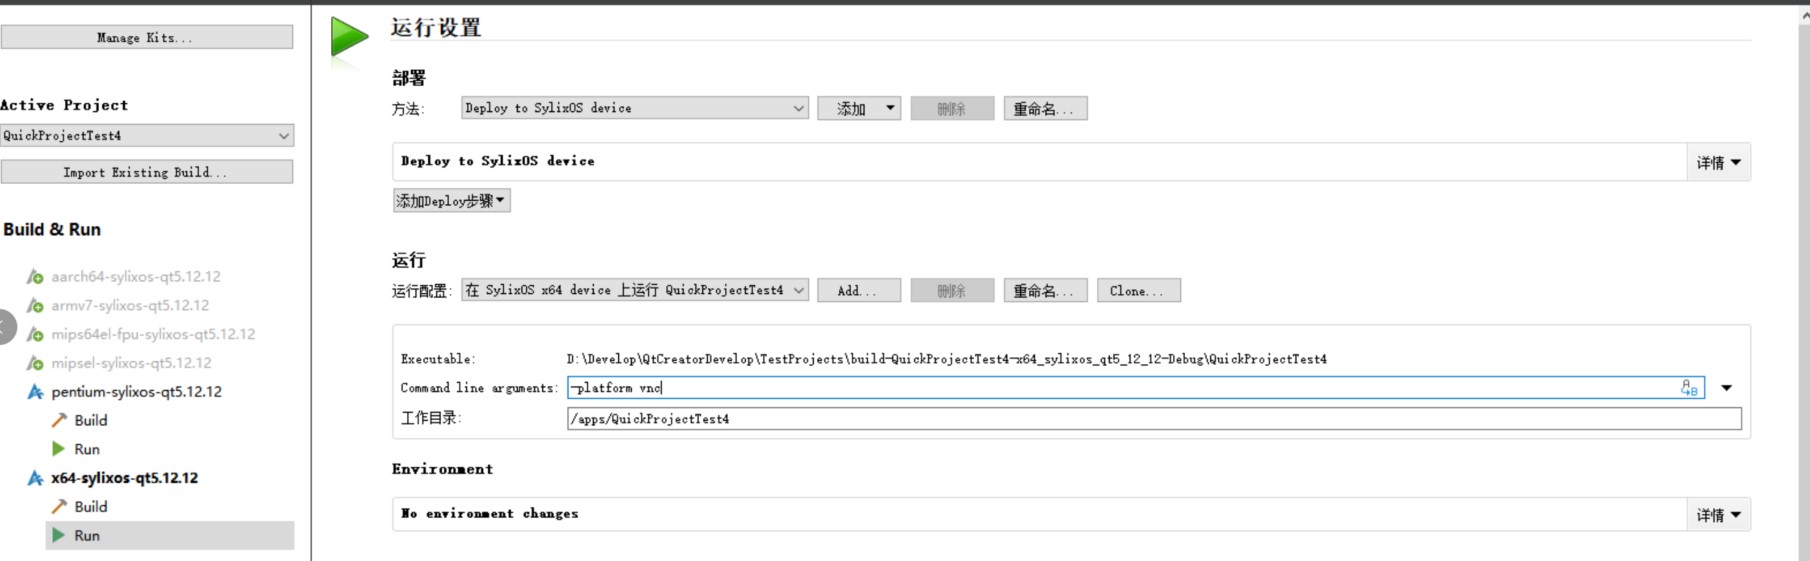 Manage Kits...
Active Project
QuickProjectTest4
Import Existing Build...
Build & Run
aarch64-sylixos-qt5.12.12
armv7-sylixos-qt5.12.12
mips64el-fpu-sylixos-qt5.12.12
mipsel-sylixos-qt5.12.12
pentium-sylixos-qt5.12.12
Build
Run
x64-sylixos-qt5.12.12
Build
Run
运行设置
部署
方法: Deploy to SylixOS device 添加 删除 重命名...
Deploy to SylixOS device 详情
添加Deploy步骤
运行
运行配置: 在 SylixOS x64 device 上运行 QuickProjectTest4 Add... 删除 重命名... Clone...
Executable: D:\Develop\QtCreatorDevelop\TestProjects\build-QuickProjectTest4-x64_sylixos_qt5_12_12-Debug\QuickProjectTest4
Command line arguments: -platform vnc
工作目录: /apps/QuickProjectTest4
Environment
No environment changes 详情